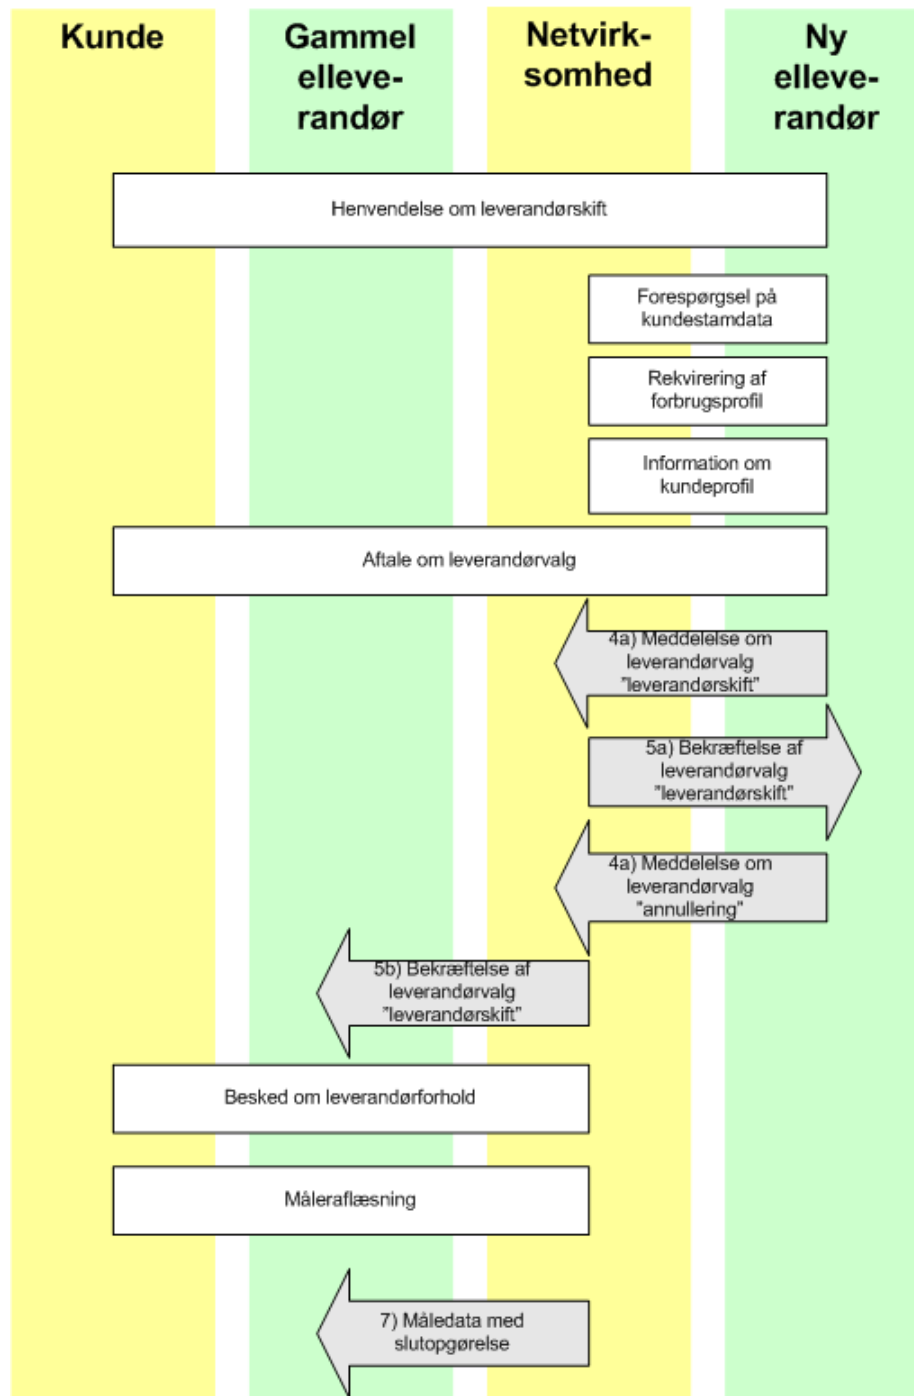 Kunde
Gammel
elleve-
randør
Netvirk-
somhed
Ny
elleve-
randør
Henvendelse om leverandørskift
Forespørgsel på
kundestamdata
Rekvirering af
forbrugsprofil
Information om
kundeprofil
Aftale om leverandørvalg
4a) Meddelelse om
leverandørvalg
"leverandørskift"
5a) Bekræftelse af
leverandørvalg
"leverandørskift"
4a) Meddelelse om
leverandørvalg
"annullering"
5b) Bekræftelse af
leverandørvalg
"leverandørskift"
Besked om leverandørforhold
Måleraflæsning
7) Måledata med
slutopgørelse